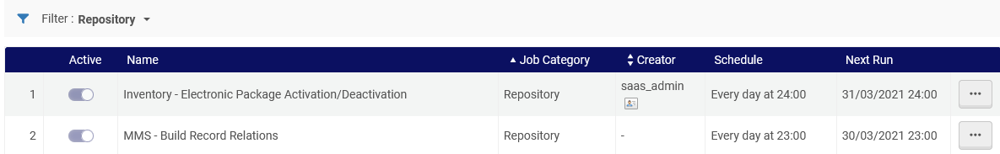 Filter : Repository
Active Name Job Category Creator Schedule Next Run
1 Inventory - Electronic Package Activation/Deactivation Repository saas_admin Every day at 24:00 31/03/2021 24:00
2 MMS - Build Record Relations Repository - Every day at 23:00 30/03/2021 23:00